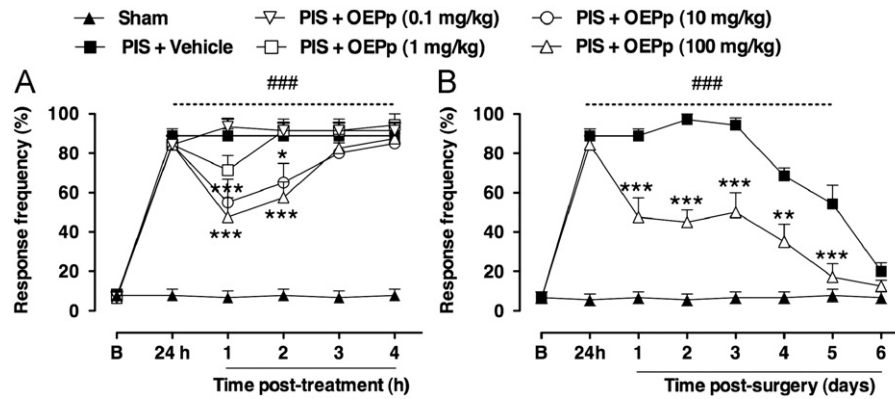 Sham
PIS + OEPp (0.1 mg/kg)
PIS + OEPp (10 mg/kg)
PIS + Vehicle
PIS + OEPp (1 mg/kg)
PIS + OEPp (100 mg/kg)
A
###
Response frequency (%)
100
80
60
40
20
0
***
*
***
***
B 24 h 1 2 3 4
Time post-treatment (h)
B
###
Response frequency (%)
100
80
60
40
20
0
***
***
***
**
***
B 24h 1 2 3 4 5 6
Time post-surgery (days)